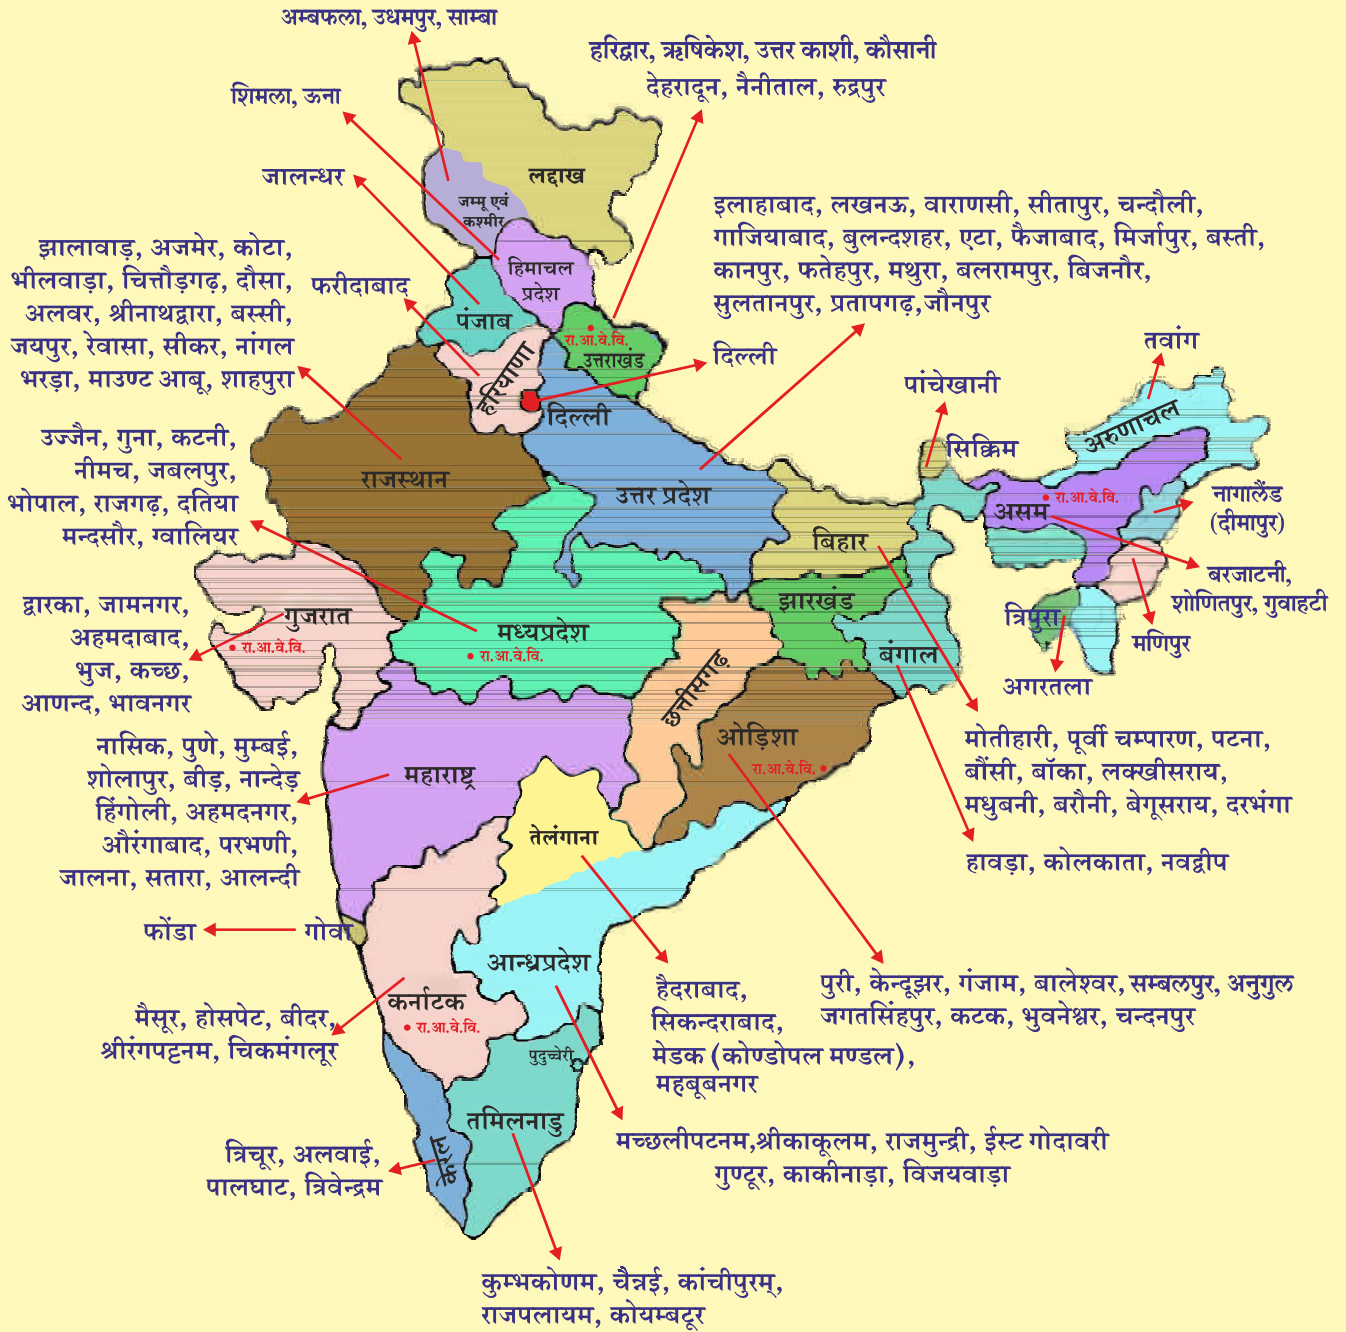 अम्बफला, उधमपुर, साम्बा
हरिद्वार, ऋषिकेश, उत्तर काशी, कौसानी
देहरादून, नैनीताल, रुद्रपुर
शिमला, ऊना
जालन्धर
लद्दाख
जम्मू एवं
कश्मीर
इलाहाबाद, लखनऊ, वाराणसी, सीतापुर, चन्दौली,
गाजियाबाद, बुलन्दशहर, एटा, फैजाबाद, मिर्जापुर, बस्ती,
कानपुर, फतेहपुर, मथुरा, बलरामपुर, बिजनौर,
सुलतानपुर, प्रतापगढ़,जौनपुर
झालावाड़, अजमेर, कोटा,
भीलवाड़ा, चित्तौड़गढ़, दौसा,
अलवर, श्रीनाथद्वारा, बस्सी,
जयपुर, रेवासा, सीकर, नांगल
भरड़ा, माउण्ट आबू, शाहपुरा
फरीदाबाद
हिमाचल
प्रदेश
पंजाब
रा.आ.वे.वि.
उत्तराखंड
हरियाणा
दिल्ली
दिल्ली
तवांग
पांचेखानी
अरुणाचल
सिक्किम
उज्जैन, गुना, कटनी,
नीमच, जबलपुर,
भोपाल, राजगढ़, दतिया
मन्दसौर, ग्वालियर
राजस्थान
उत्तर प्रदेश
रा.आ.वे.वि.
असम
नागालैंड
(दीमापुर)
बिहार
बरजाटनी,
शोणितपुर, गुवाहटी
झारखंड
त्रिपुरा
मणिपुर
बंगाल
अगरतला
द्वारका, जामनगर,
अहमदाबाद,
भुज, कच्छ,
आणन्द, भावनगर
गुजरात
रा.आ.वे.वि.
मध्यप्रदेश
रा.आ.वे.वि.
छत्तीसगढ़
ओड़िशा
रा.आ.वे.वि.
मोतीहारी, पूर्वी चम्पारण, पटना,
बौंसी, बॉका, लक्खीसराय,
मधुबनी, बरौनी, बेगूसराय, दरभंगा
नासिक, पुणे, मुम्बई,
शोलापुर, बीड़, नान्देड़
हिंगोली, अहमदनगर,
औरंगाबाद, परभणी,
जालना, सतारा, आलन्दी
महाराष्ट्र
तेलंगाना
हावड़ा, कोलकाता, नवद्वीप
फोंडा
गोवा
आन्ध्रप्रदेश
हैदराबाद,
सिकन्दराबाद,
मेडक (कोण्डोपल मण्डल),
महबूबनगर
पुरी, केन्दूझर, गंजाम, बालेश्वर, सम्बलपुर, अनुगुल
जगतसिंहपुर, कटक, भुवनेश्वर, चन्दनपुर
कर्नाटक
रा.आ.वे.वि.
मैसूर, होसपेट, बीदर,
श्रीरंगपट्टनम, चिकमंगलूर
पुदुच्चेरी
तमिलनाडु
मच्छलीपटनम,श्रीकाकूलम, राजमुन्द्री, ईस्ट गोदावरी
गुण्टूर, काकीनाड़ा, विजयवाड़ा
त्रिचूर, अलवाई,
पालघाट, त्रिवेन्द्रम
केरल
कुम्भकोणम, चैन्नई, कांचीपुरम्,
राजपलायम, कोयम्बटूर